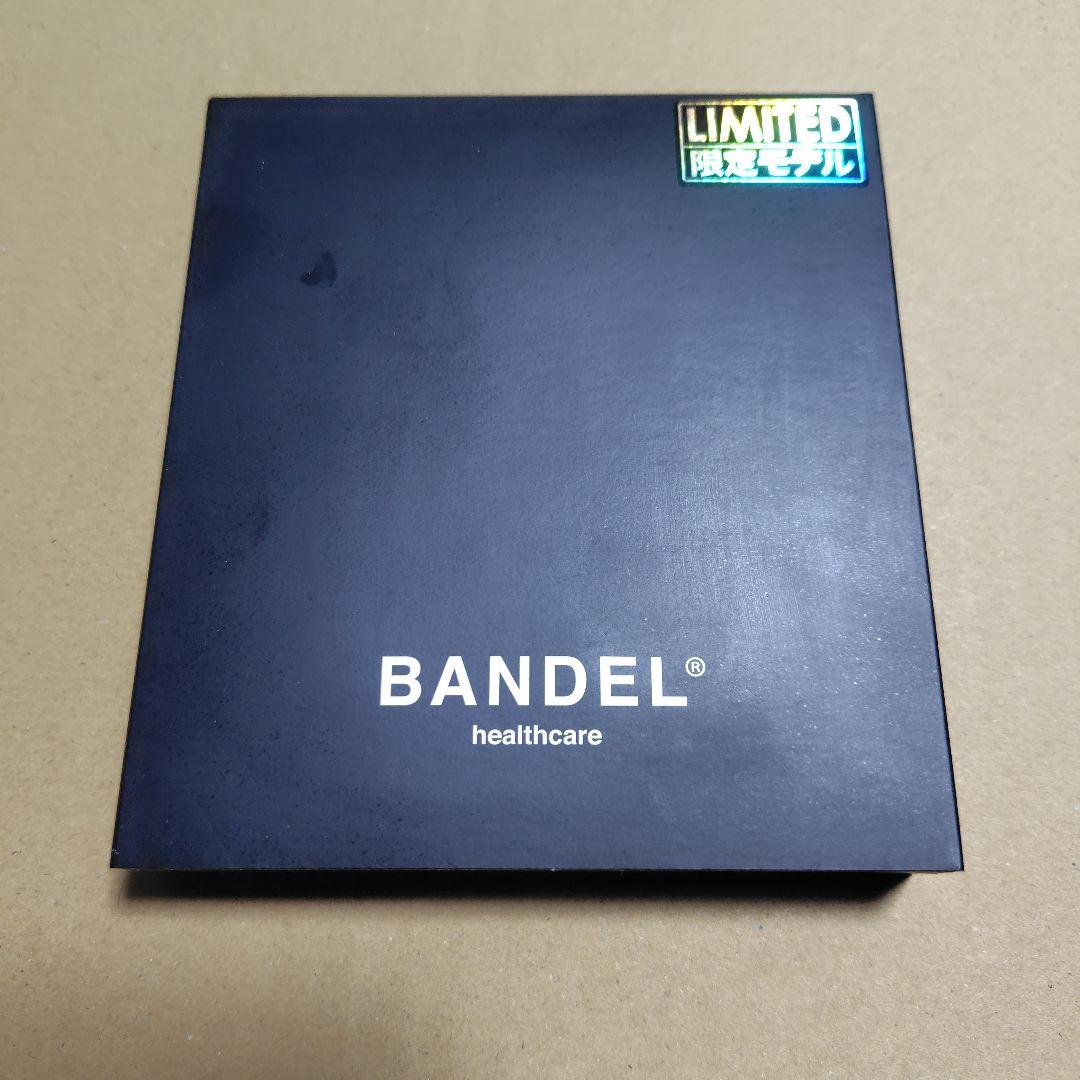 LIMITED
限定モデル
BANDEL®
healthcare